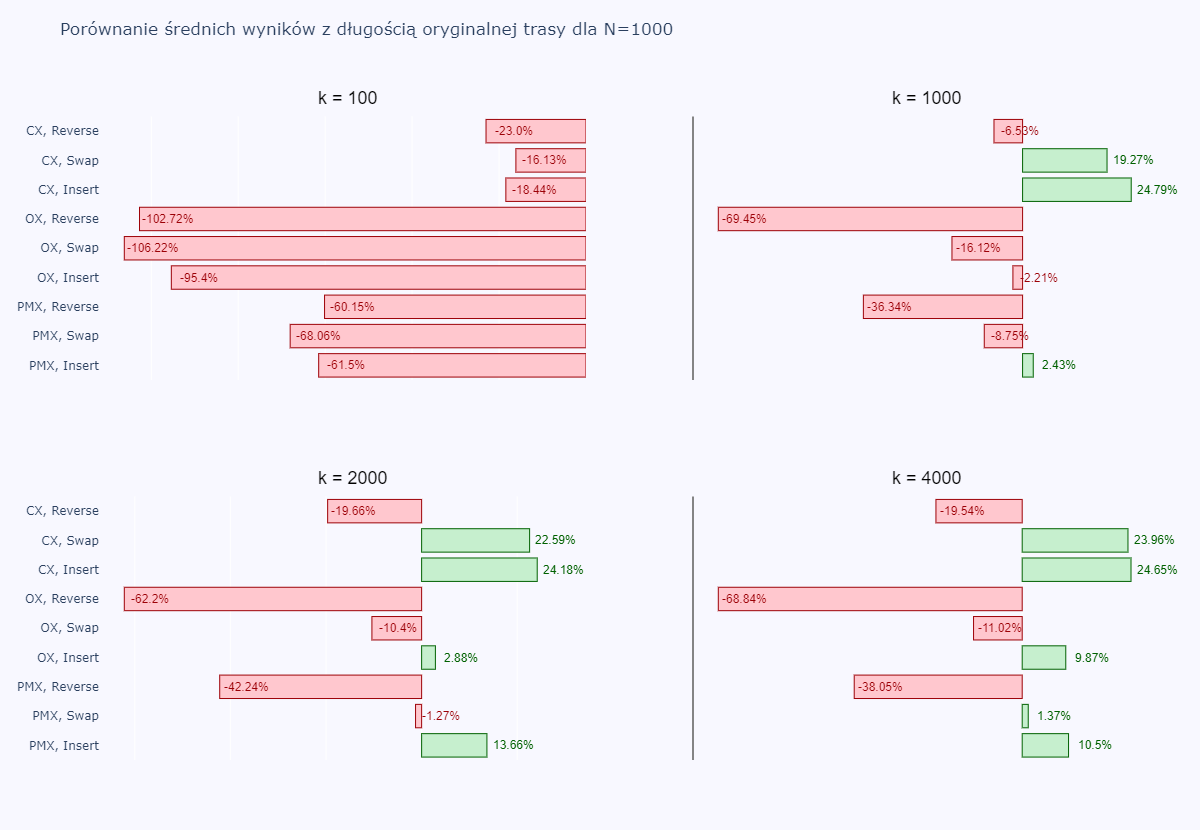 Porównanie średnich wyników z długością oryginalnej trasy dla N=1000
k = 100
CX, Reverse -23.0%
CX, Swap -16.13%
CX, Insert -18.44%
OX, Reverse -102.72%
OX, Swap -106.22%
OX, Insert -95.4%
PMX, Reverse -60.15%
PMX, Swap -68.06%
PMX, Insert -61.5%
k = 1000
-6.53%
19.27%
24.79%
-69.45%
-16.12%
-2.21%
-36.34%
-8.75%
2.43%
k = 2000
CX, Reverse -19.66%
CX, Swap 22.59%
CX, Insert 24.18%
OX, Reverse -62.2%
OX, Swap -10.4%
OX, Insert 2.88%
PMX, Reverse -42.24%
PMX, Swap -1.27%
PMX, Insert 13.66%
k = 4000
-19.54%
23.96%
24.65%
-68.84%
-11.02%
9.87%
-38.05%
1.37%
10.5%